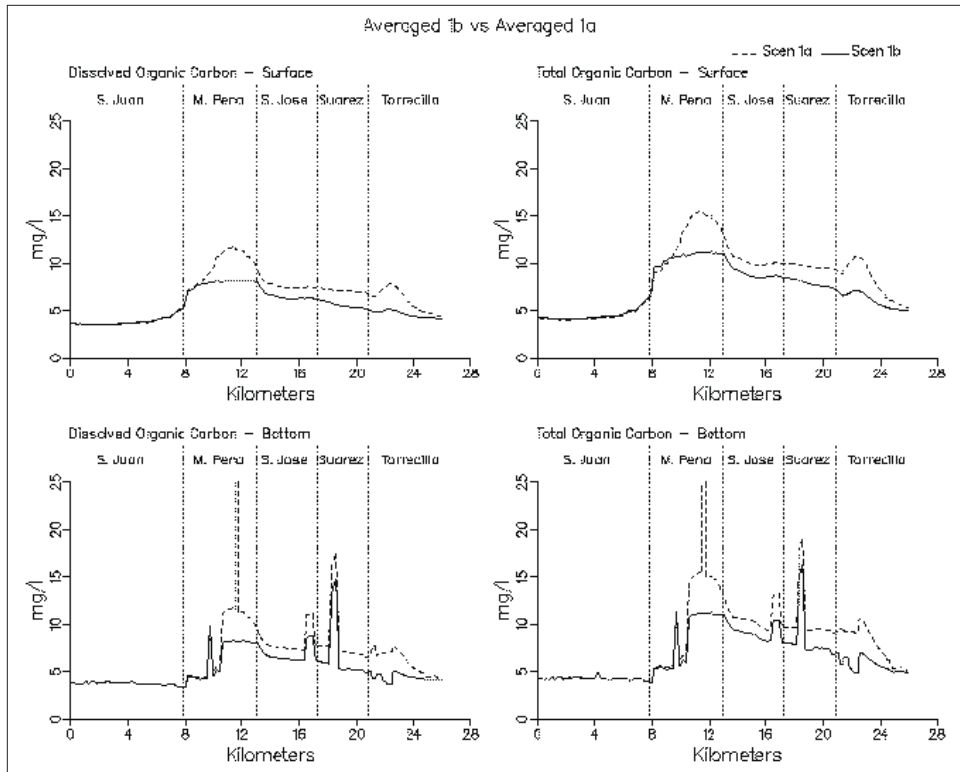 Averaged 1b vs Averaged 1a
Scen 1a Scen 1b
Dissolved Organic Carbon - Surface
S. Juan M. Pena S. Jose Suarez Torrecilla
25
20
15
10
5
0
mg/l
0 4 8 12 16 20 24 28
Kilometers
Total Organic Carbon - Surface
S. Juan M. Pena S. Jose Suarez Torrecilla
25
20
15
10
5
0
mg/l
0 4 8 12 16 20 24 28
Kilometers
Dissolved Organic Carbon - Bottom
S. Juan M. Pena S. Jose Suarez Torrecilla
25
20
15
10
5
0
mg/l
0 4 8 12 16 20 24 28
Kilometers
Total Organic Carbon - Bottom
S. Juan M. Pena S. Jose Suarez Torrecilla
25
20
15
10
5
0
mg/l
0 4 8 12 16 20 24 28
Kilometers